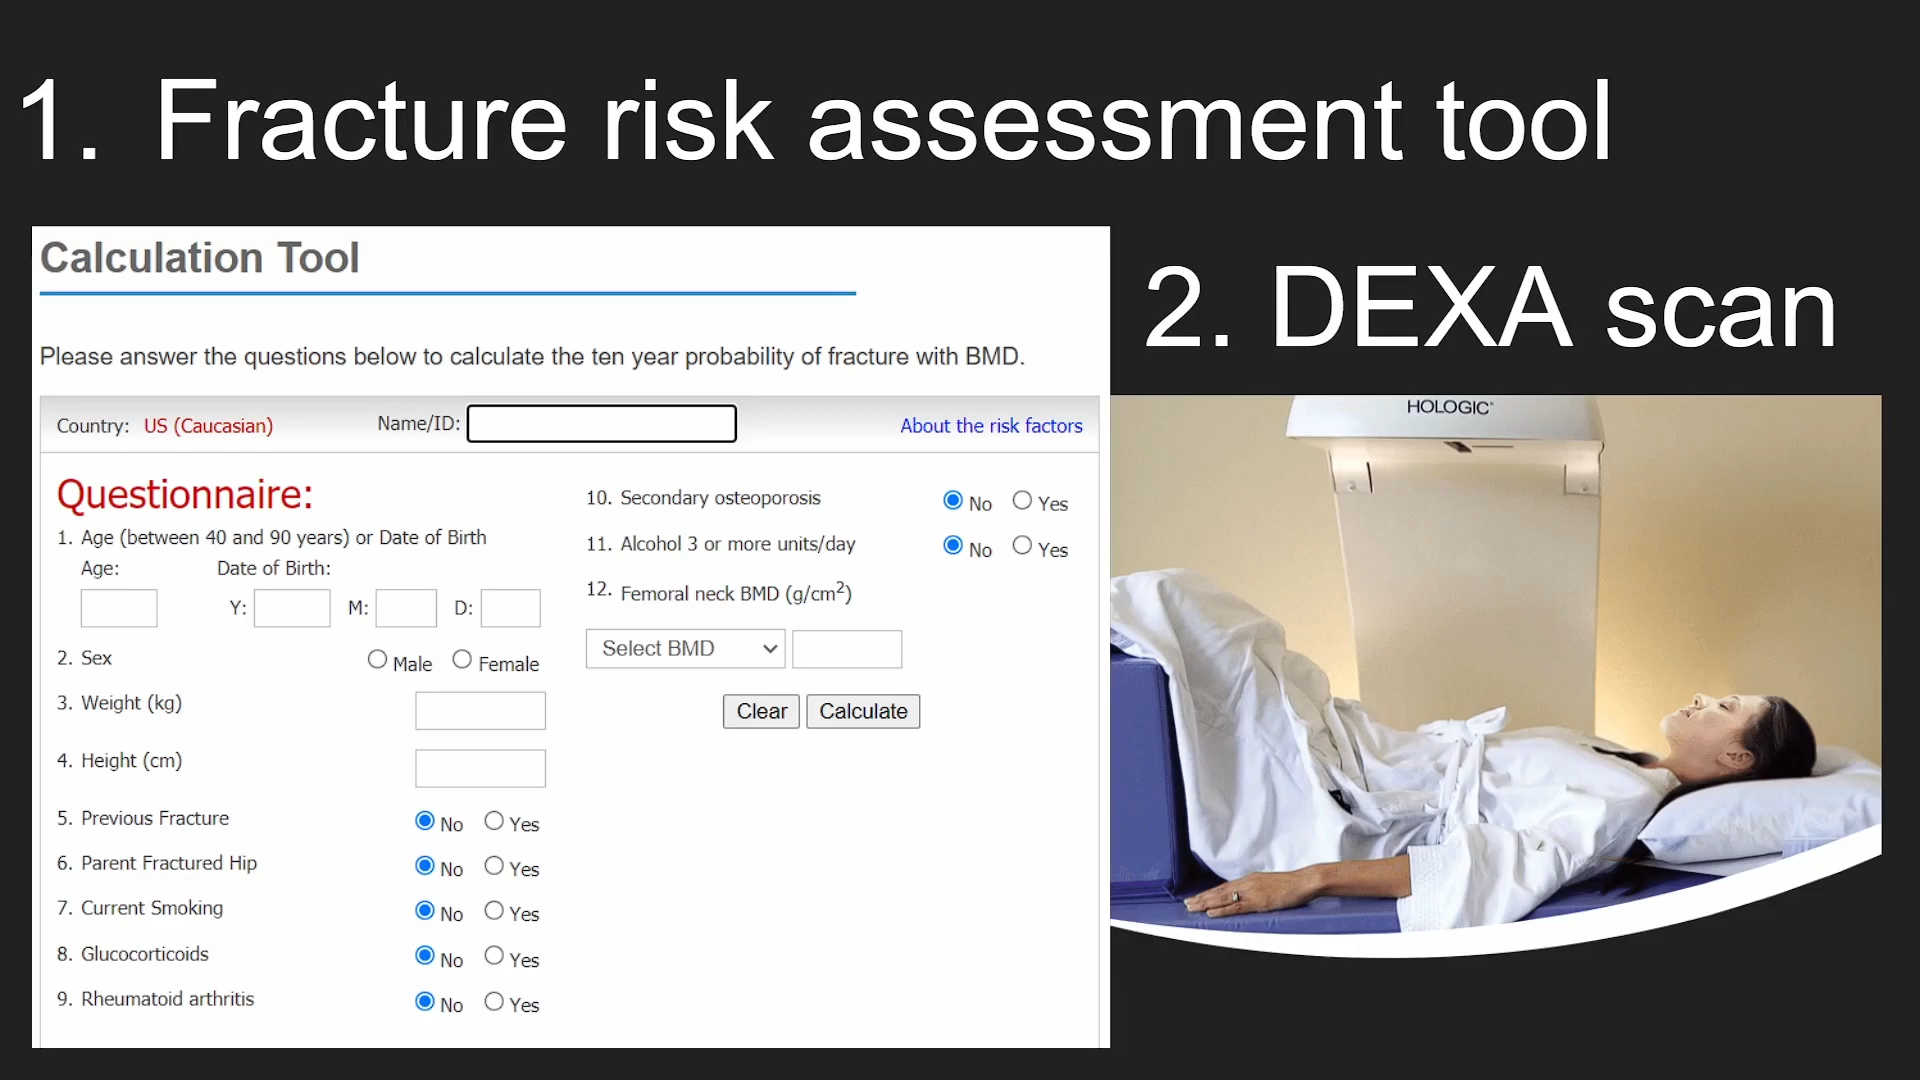 1. Fracture risk assessment tool
Calculation Tool
Please answer the questions below to calculate the ten year probability of fracture with BMD.
Country: US (Caucasian) Name/ID: About the risk factors
Questionnaire:
1. Age (between 40 and 90 years) or Date of Birth
Age: Date of Birth:
Y: M: D:
2. Sex Male Female
3. Weight (kg)
4. Height (cm)
5. Previous Fracture No Yes
6. Parent Fractured Hip No Yes
7. Current Smoking No Yes
8. Glucocorticoids No Yes
9. Rheumatoid arthritis No Yes
10. Secondary osteoporosis No Yes
11. Alcohol 3 or more units/day No Yes
12. Femoral neck BMD (g/cm²)
Select BMD
Clear Calculate
2. DEXA scan
HOLOGIC